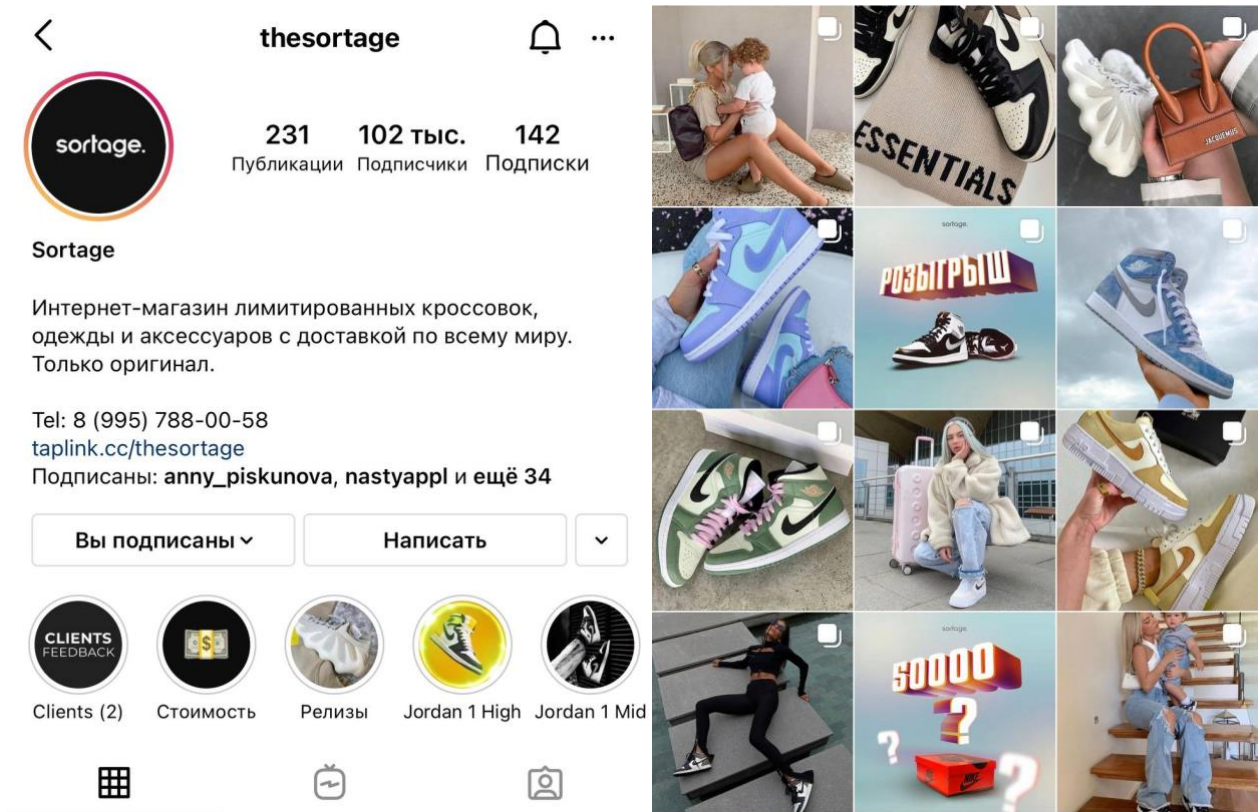 thesortage
sortage.
231
102 тыс.
142
Публикации
Подписчики
Подписки
Sortage
Интернет-магазин лимитированных кроссовок,
одежды и аксессуаров с доставкой по всему миру.
Только оригинал.
Tel: 8 (995) 788-00-58
taplink.cc/thesortage
Подписаны: anny_piskunova, nastyappl и ещё 34
Вы подписаны
Написать
CLIENTS
FEEDBACK
Clients (2)
Стоимость
Релизы
Jordan 1 High
Jordan 1 Mid
ESSENTIALS
JACQUEMUS
sortage.
РОЗЫГРЫШ
sortage.
50000
?
?
?
NIKE